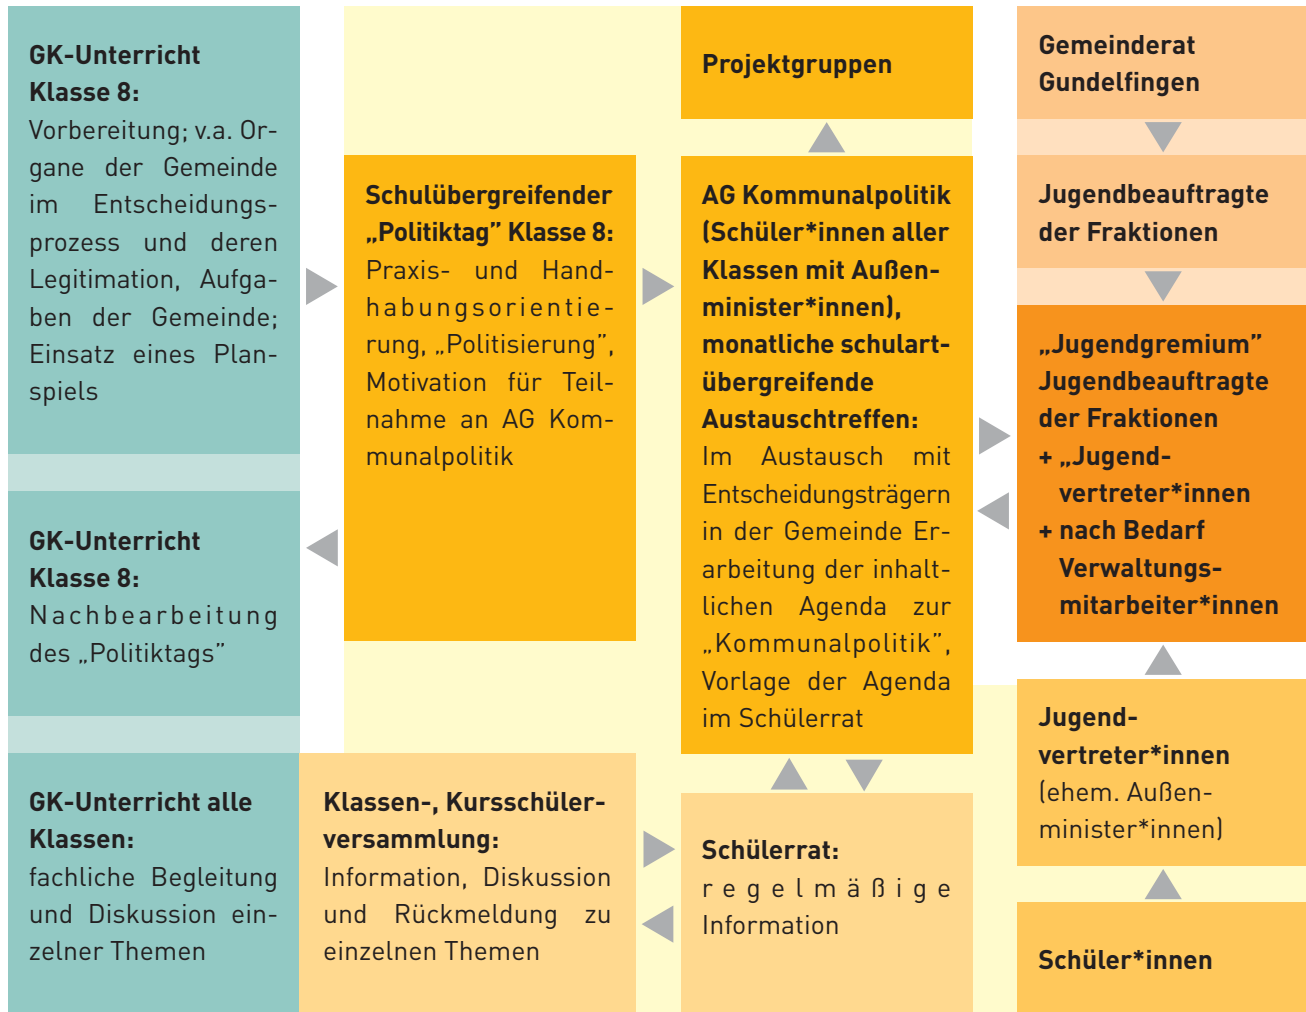 GK-Unterricht
Klasse 8:
Vorbereitung; v.a. Or-
gane der Gemeinde
im Entscheidungs-
prozess und deren
Legitimation, Aufga-
ben der Gemeinde;
Einsatz eines Plan-
spiels
GK-Unterricht
Klasse 8:
Nachbearbeitung
des „Politiktags”
GK-Unterricht alle
Klassen:
fachliche Begleitung
und Diskussion ein-
zelner Themen
Schulübergreifender
„Politiktag” Klasse 8:
Praxis- und Hand-
habungsorientie-
rung, „Politisierung”,
Motivation für Teil-
nahme an AG Kom-
munalpolitik
Klassen-, Kursschüler-
versammlung:
Information, Diskussion
und Rückmeldung zu
einzelnen Themen
Projektgruppen
AG Kommunalpolitik
(Schüler*innen aller
Klassen mit Außen-
minister*innen),
monatliche schulart-
übergreifende
Austauschtreffen:
Im Austausch mit
Entscheidungsträgern
in der Gemeinde Er-
arbeitung der inhalt-
lichen Agenda zur
„Kommunalpolitik”,
Vorlage der Agenda
im Schülerrat
Schülerrat:
regelmäßige
Information
Gemeinderat
Gundelfingen
Jugendbeauftragte
der Fraktionen
„Jugendgremium”
Jugendbeauftragte
der Fraktionen
+ „Jugend-
vertreter*innen
+ nach Bedarf
Verwaltungs-
mitarbeiter*innen
Jugend-
vertreter*innen
(ehem. Außen-
minister*innen)
Schüler*innen